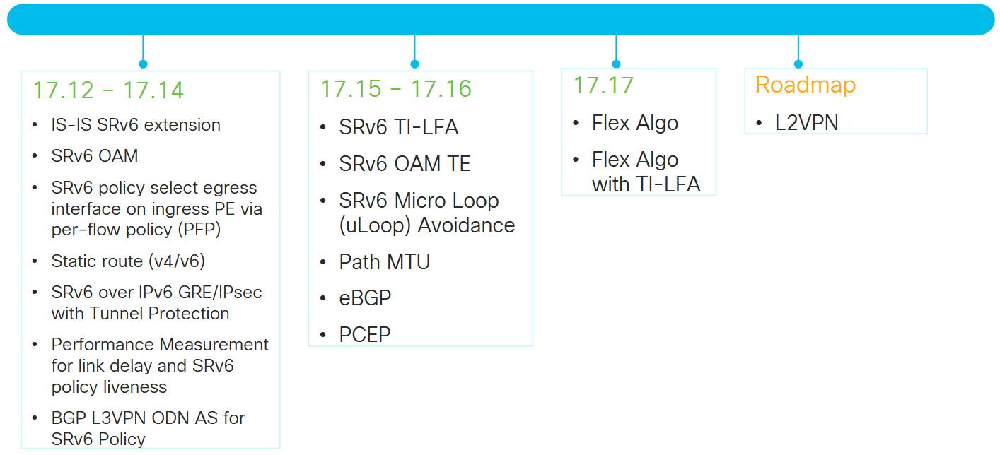 17.12 – 17.14
• IS-IS SRv6 extension
• SRv6 OAM
• SRv6 policy select egress
interface on ingress PE via
per-flow policy (PFP)
• Static route (v4/v6)
• SRv6 over IPv6 GRE/IPsec
with Tunnel Protection
• Performance Measurement
for link delay and SRv6
policy liveness
• BGP L3VPN ODN AS for
SRv6 Policy
17.15 – 17.16
• SRv6 TI-LFA
• SRv6 OAM TE
• SRv6 Micro Loop
(uLoop) Avoidance
• Path MTU
• eBGP
• PCEP
17.17
• Flex Algo
• Flex Algo
with TI-LFA
Roadmap
• L2VPN